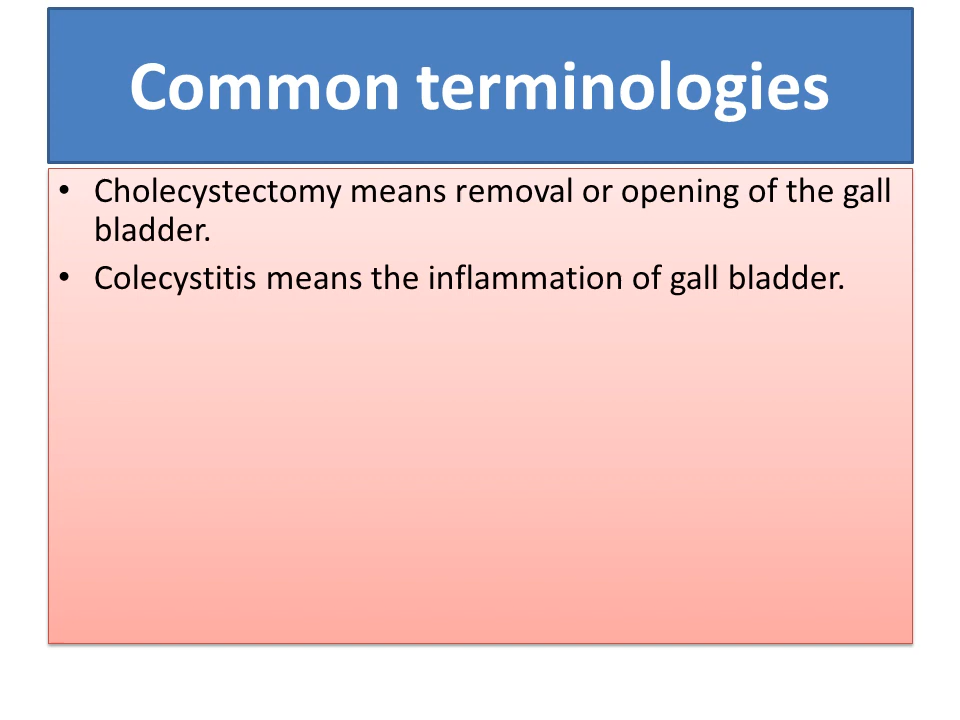 Common terminologies
• Cholecystectomy means removal or opening of the gall
bladder.
• Colecystitis means the inflammation of gall bladder.